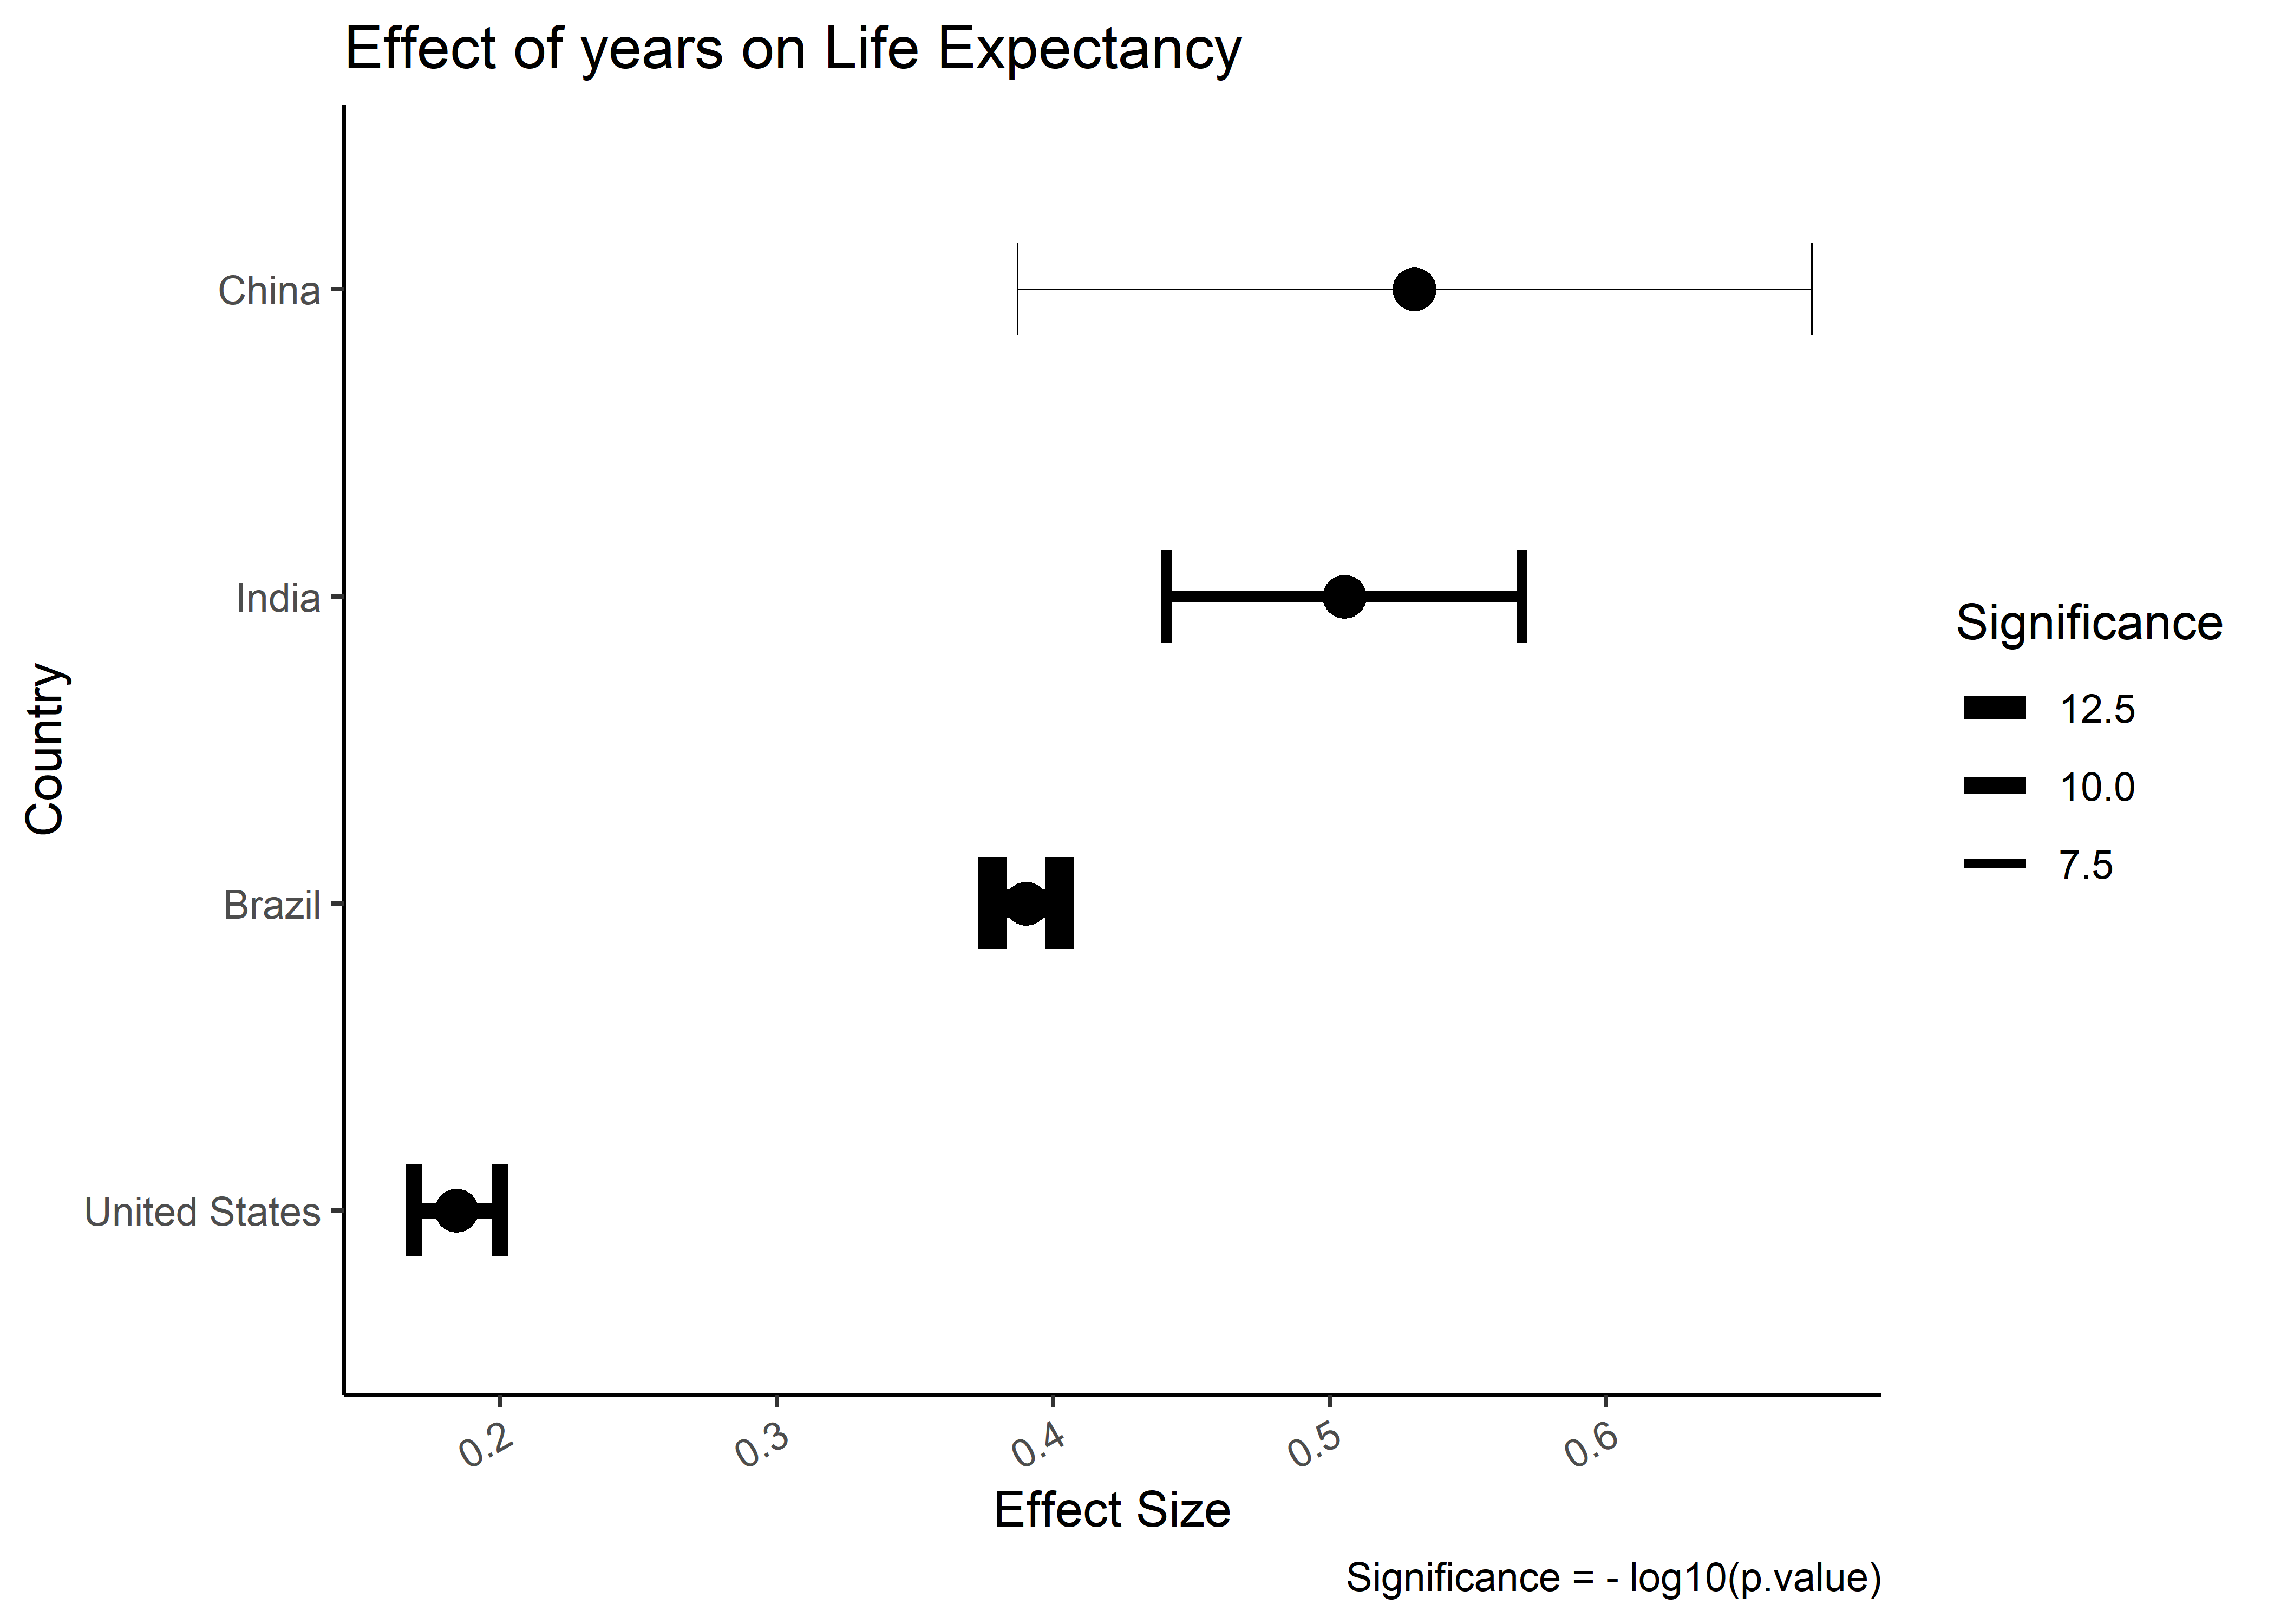 Effect of years on Life Expectancy
Country
China
India
Brazil
United States
0.2
0.3
0.4
0.5
0.6
Effect Size
Significance
12.5
10.0
7.5
Significance = - log10(p.value)